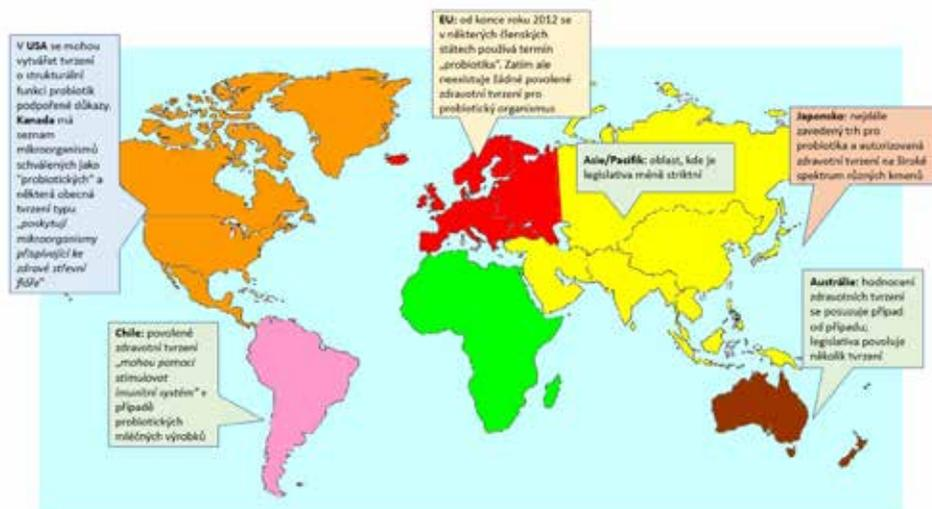 V USA se mohou
vytvářet tvrzení
o strukturální
funkci probiotik
podpořené důkazy.
Kanada má
seznam
mikroorganismů
schválených jako
"probiotických" a
některá obecná
tvrzení typu
„poskytují
mikroorganismy
přispívající ke
zdravé střevní
flóře"
EU: od konce roku 2012 se
v některých členských
státech používá termín
„probiotika". Zatím ale
neexistuje žádné povolené
zdravotní tvrzení pro
probiotický organismus
Asie/Pacifik: oblast, kde je
legislativa méně striktní
Japonsko: nejdéle
zavedený trh pro
probiotika a autorizovaná
zdravotní tvrzení na široké
spektrum různých kmenů
Chile: povolené
zdravotní tvrzení
„mohou pomoci
stimulovat
imunitní systém" v
případě
probiotických
mléčných výrobků
Austrálie: hodnocení
zdravotních tvrzení
se posuzuje případ
od případu;
legislativa povoluje
několik tvrzení